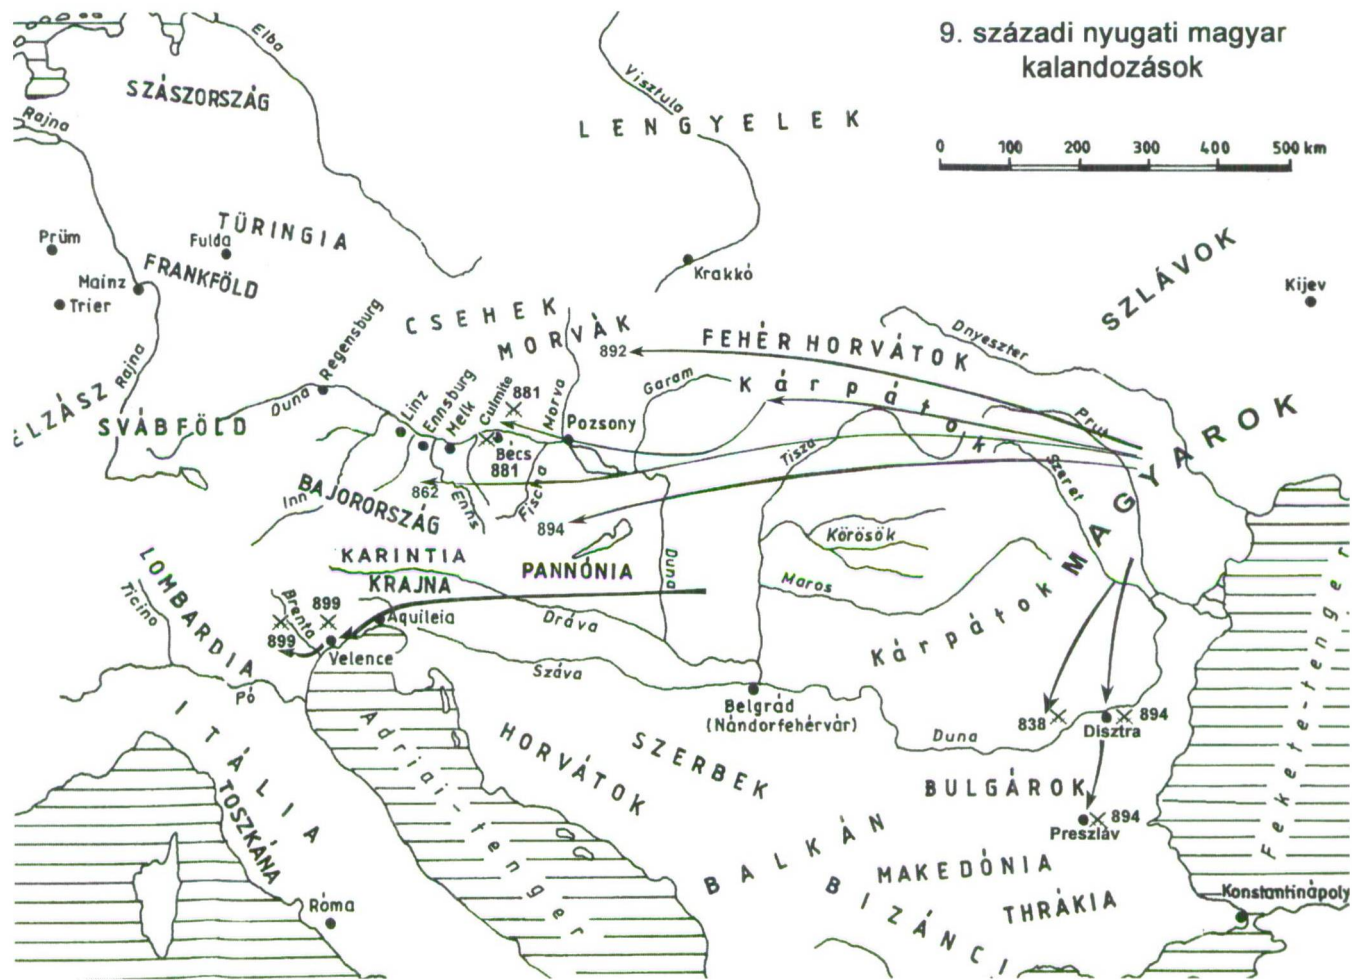 9. századi nyugati magyar
kalandozások
0 100 200 300 400 500 km
Elba
Visztula
SZÁSZORSZÁG
LENGYELEK
Rajna
TÜRINGIA
Prüm
Fulda
FRANKFÖLD
Mainz
Trier
Krakkó
SZLÁVOK
Kijev
Rajna
Regensburg
CSEHEK
MORVÁK
892
FEHÉR HORVÁTOK
Dnyeszter
ELZÁSZ
SVÁBFÖLD
Duna
Linz
Ennsburg
Melk
Culmite
881
Morva
Garam
Kárpátok
Prut
Pozsony
Bécs
881
Tisza
Szeret
MAGYAROK
Inn
BAJORORSZÁG
862
Enns
Fischa
894
Körösök
KARINTIA
KRAJNA
PANNÓNIA
Duna
Maros
LOMBARDIA
Ticino
Brenta
899
899
Aquileia
Velence
Dráva
Száva
Kárpátok
Pó
Belgrád
(Nándorfehérvár)
Duna
838
Disztra
894
Fekete-tenger
ITÁLIA
TOSZKÁNA
Adriai-tenger
HORVÁTOK
SZERBEK
BULGÁROK
Preszláv
894
BALKÁN
MAKEDÓNIA
BIZÁNCI
THRÁKIA
Konstantinápoly
Róma